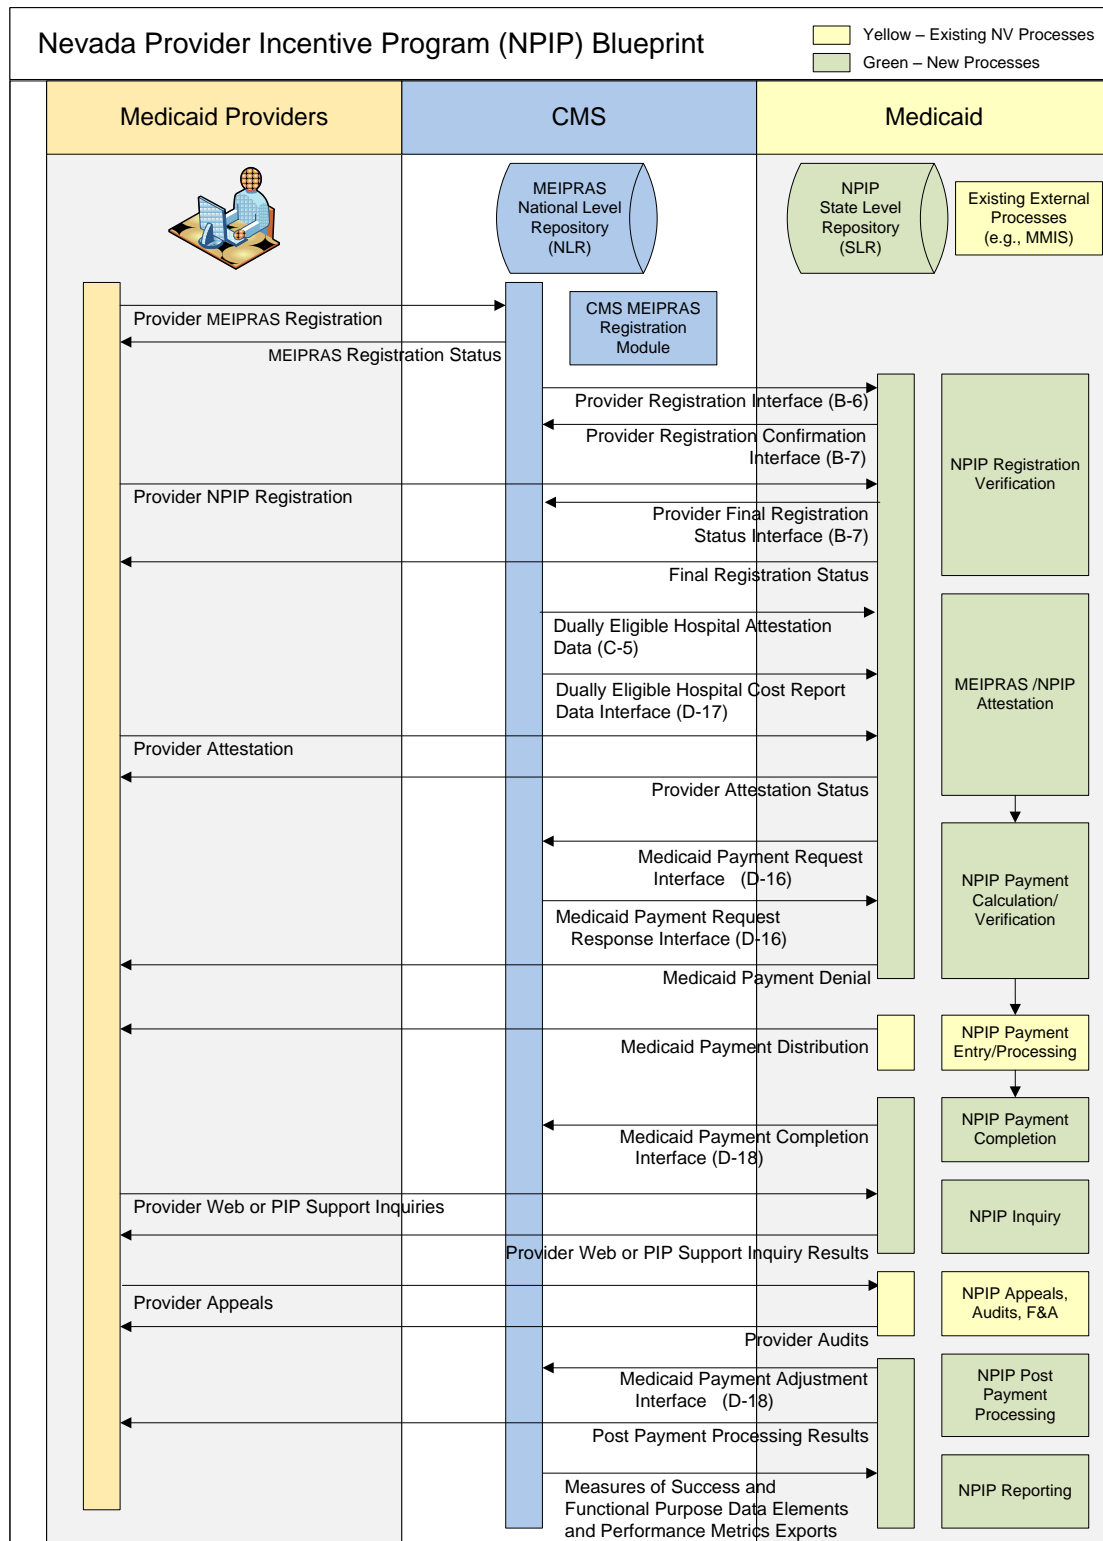 Nevada Provider Incentive Program (NPIP) Blueprint
Yellow – Existing NV Processes
Green – New Processes
Medicaid Providers
CMS
Medicaid
MEIPRAS
National Level
Repository
(NLR)
NPIP
State Level
Repository
(SLR)
Existing External
Processes
(e.g., MMIS)
Provider MEIPRAS Registration
CMS MEIPRAS
Registration
Module
MEIPRAS Registration Status
Provider Registration Interface (B-6)
Provider Registration Confirmation
Interface (B-7)
NPIP Registration
Verification
Provider NPIP Registration
Provider Final Registration
Status Interface (B-7)
Final Registration Status
Dually Eligible Hospital Attestation
Data (C-5)
Dually Eligible Hospital Cost Report
Data Interface (D-17)
MEIPRAS /NPIP
Attestation
Provider Attestation
Provider Attestation Status
Medicaid Payment Request
Interface (D-16)
NPIP Payment
Calculation/
Verification
Medicaid Payment Request
Response Interface (D-16)
Medicaid Payment Denial
Medicaid Payment Distribution
NPIP Payment
Entry/Processing
Medicaid Payment Completion
Interface (D-18)
NPIP Payment
Completion
Provider Web or PIP Support Inquiries
NPIP Inquiry
Provider Web or PIP Support Inquiry Results
Provider Appeals
NPIP Appeals,
Audits, F&A
Provider Audits
Medicaid Payment Adjustment
Interface (D-18)
NPIP Post
Payment
Processing
Post Payment Processing Results
Measures of Success and
Functional Purpose Data Elements
and Performance Metrics Exports
NPIP Reporting